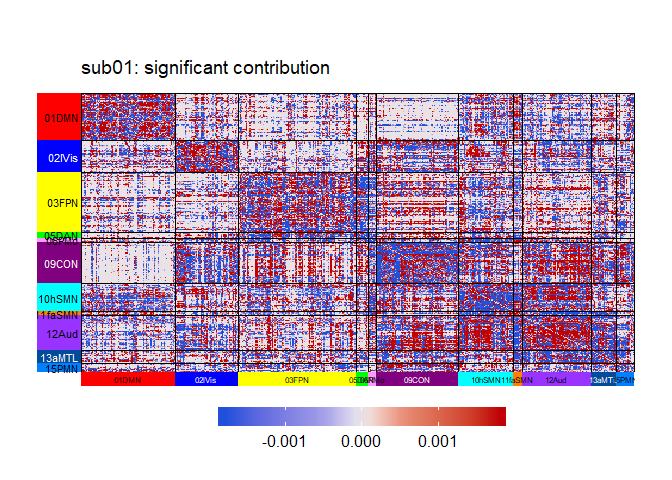 sub01: significant contribution
01DMN
02IVis
03FPN
05DAN
09CON
10hSMN
11faSMN
12Aud
13aMTL
15PMN
01DMN
02IVis
03FPN
09CON
10hSMN
11faSMN
12Aud
-0.001
0.000
0.001